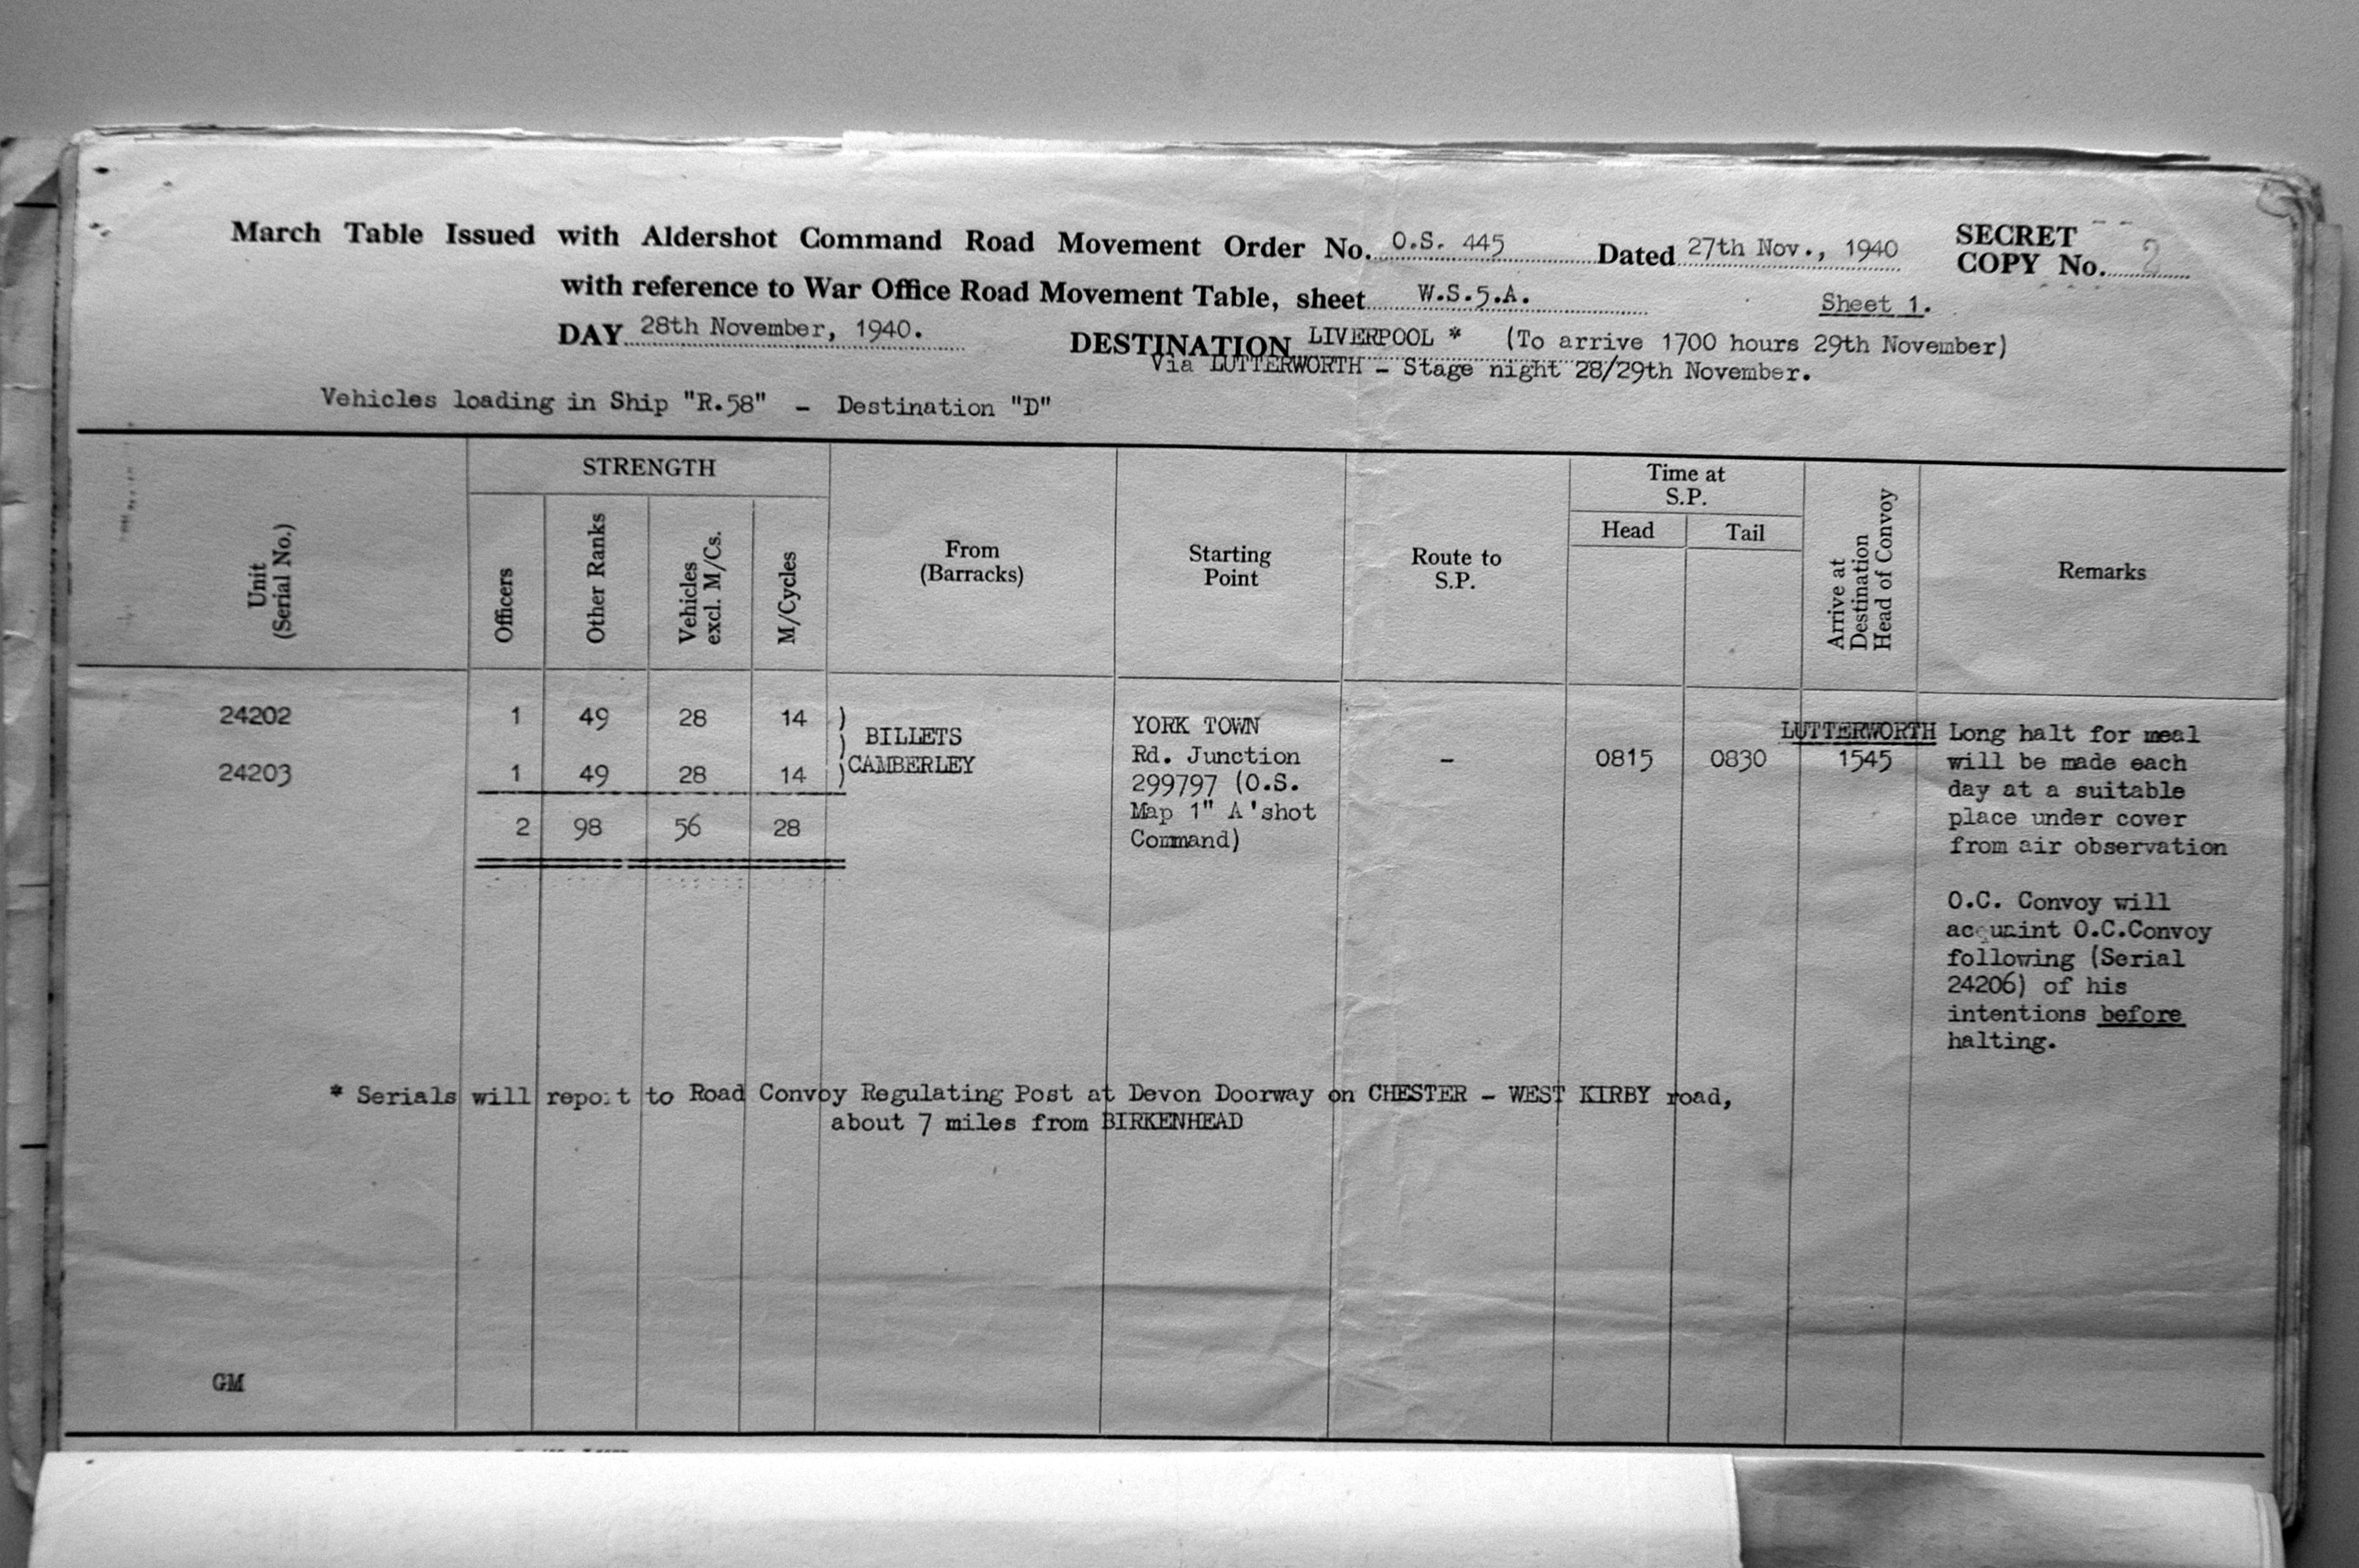 March Table Issued with Aldershot Command Road Movement Order No. O.S. 445 Dated 27th Nov., 1940 SECRET
COPY No. 2
with reference to War Office Road Movement Table, sheet W.S.5.A. Sheet 1.
DAY 28th November, 1940. DESTINATION LIVERPOOL * (To arrive 1700 hours 29th November)
Via LUTTERWORTH - Stage night 28/29th November.
Vehicles loading in Ship "R.58" - Destination "D"
Unit
(Serial No.)
STRENGTH
Officers
Other Ranks
Vehicles
excl. M/Cs.
M/Cycles
From
(Barracks)
Starting
Point
Route to
S.P.
Time at
S.P.
Head Tail
Arrive at
Destination
Head of Convoy
Remarks
24202 1 49 28 14 )
)
24203 1 49 28 14 )
2 98 56 28
BILLETS
CAMBERLEY
YORK TOWN
Rd. Junction
299797 (O.S.
Map 1" A'shot
Command)
-
0815 0830
LUTTERWORTH
1545
Long halt for meal
will be made each
day at a suitable
place under cover
from air observation
O.C. Convoy will
acquaint O.C.Convoy
following (Serial
24206) of his
intentions before
halting.
* Serials will report to Road Convoy Regulating Post at Devon Doorway on CHESTER - WEST KIRBY road,
about 7 miles from BIRKENHEAD
GM